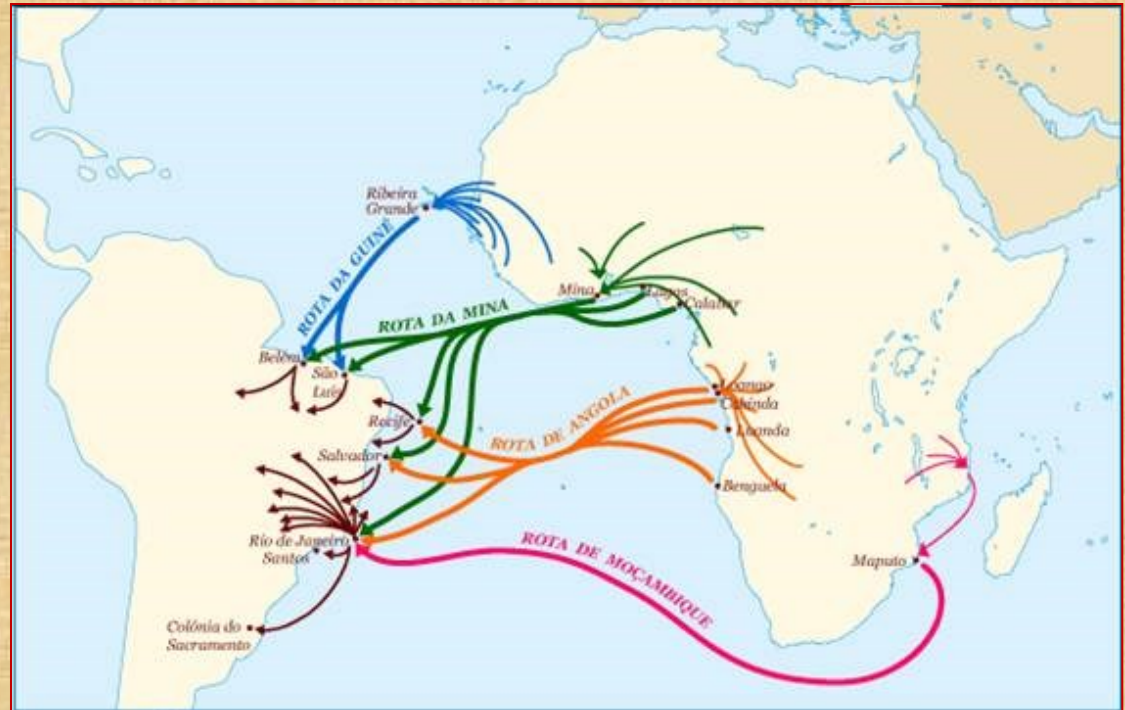 Ribeira
Grande
ROTA DA GUINÉ
Mina
Lagos
Calabar
ROTA DA MINA
Belém
São
Luís
Loango
Cabinda
Recife
ROTA DE ANGOLA
Luanda
Salvador
Benguela
Rio de Janeiro
Santos
ROTA DE MOÇAMBIQUE
Maputo
Colônia do
Sacramento